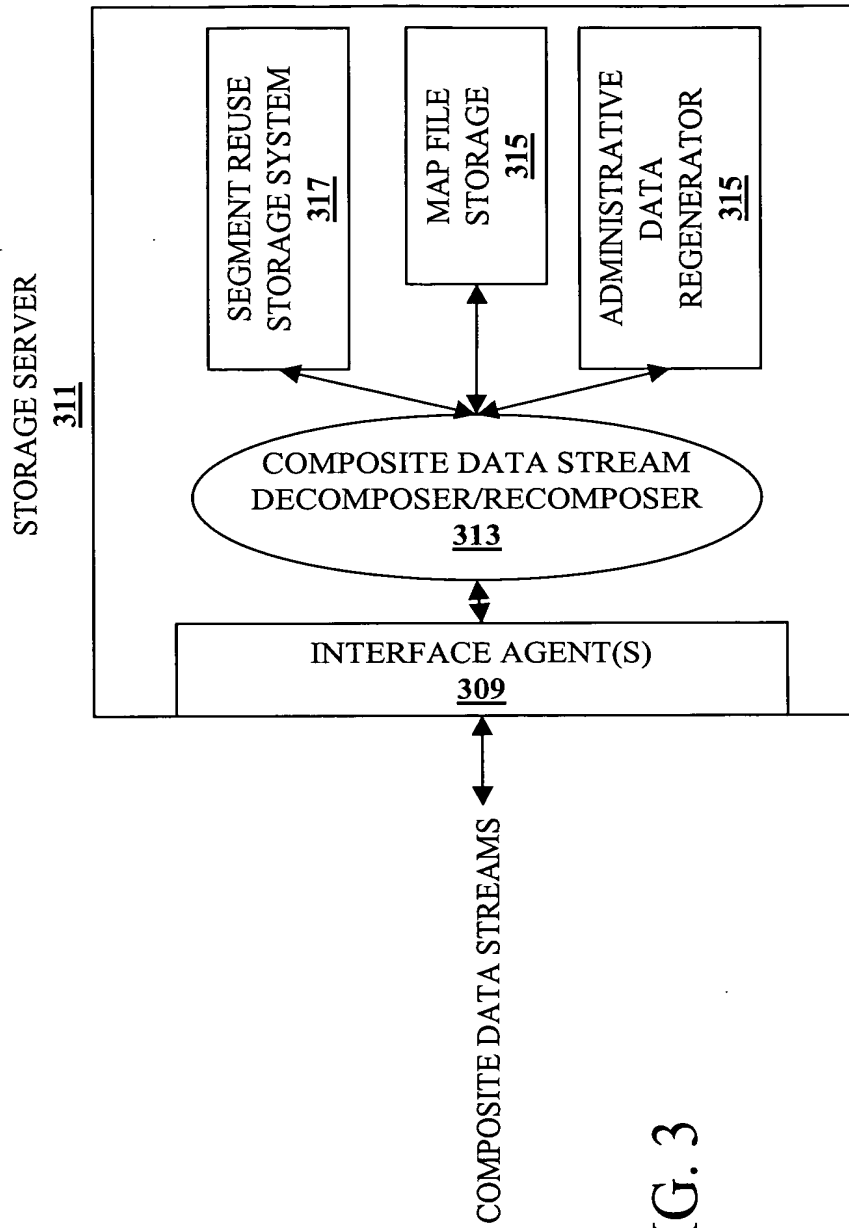 STORAGE SERVER
311
SEGMENT REUSE
STORAGE SYSTEM
317
MAP FILE
STORAGE
315
ADMINISTRATIVE
DATA
REGENERATOR
315
COMPOSITE DATA STREAM
DECOMPOSER/RECOMPOSER
313
INTERFACE AGENT(S)
309
COMPOSITE DATA STREAMS
IG. 3